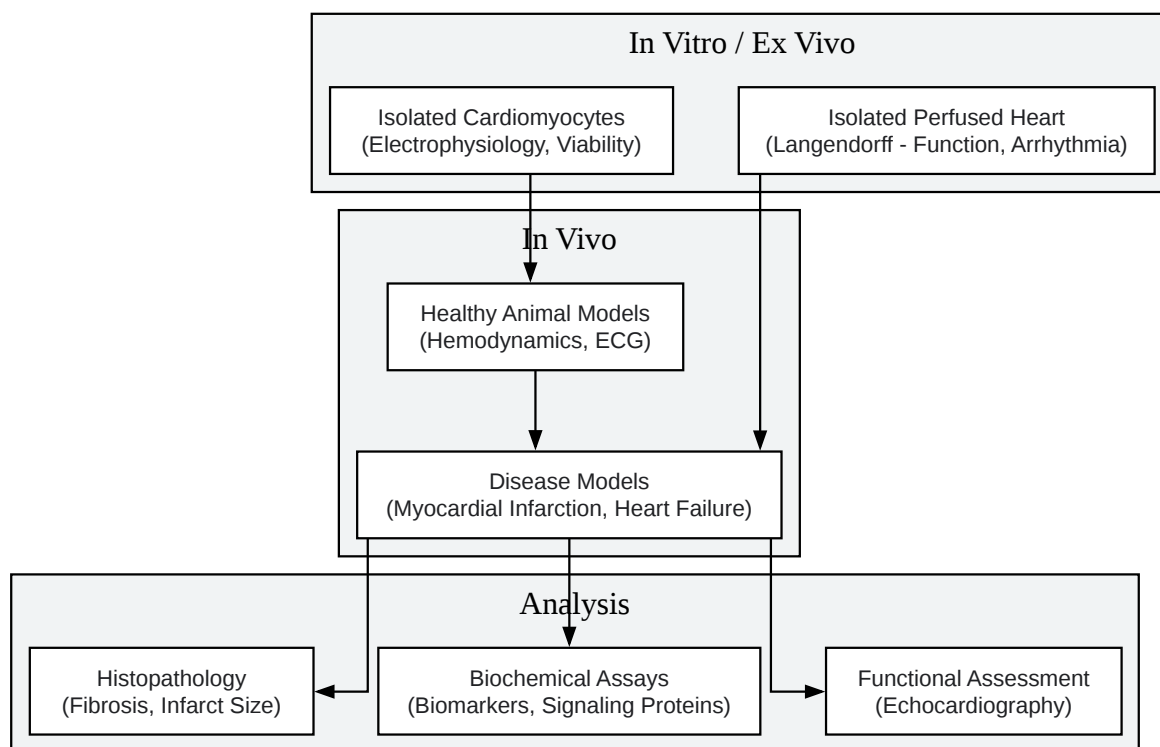 In Vitro / Ex Vivo
Isolated Cardiomyocytes
(Electrophysiology, Viability)
Isolated Perfused Heart
(Langendorff - Function, Arrhythmia)
In Vivo
Healthy Animal Models
(Hemodynamics, ECG)
Disease Models
(Myocardial Infarction, Heart Failure)
Analysis
Histopathology
(Fibrosis, Infarct Size)
Biochemical Assays
(Biomarkers, Signaling Proteins)
Functional Assessment
(Echocardiography)